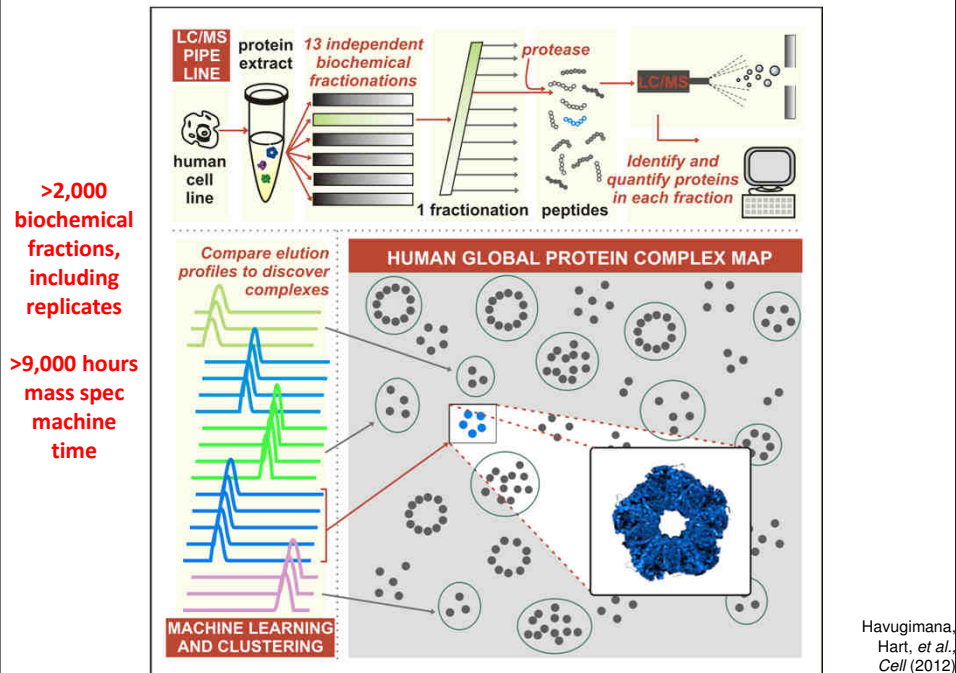 LC/MS
PIPE
LINE
protein
extract
13 independent
biochemical
fractionations
protease
LC/MS
human
cell
line
1 fractionation
peptides
Identify and
quantify proteins
in each fraction
>2,000
biochemical
fractions,
including
replicates
>9,000 hours
mass spec
machine
time
Compare elution
profiles to discover
complexes
MACHINE LEARNING
AND CLUSTERING
HUMAN GLOBAL PROTEIN COMPLEX MAP
Havugimana,
Hart, et al.,
Cell (2012)